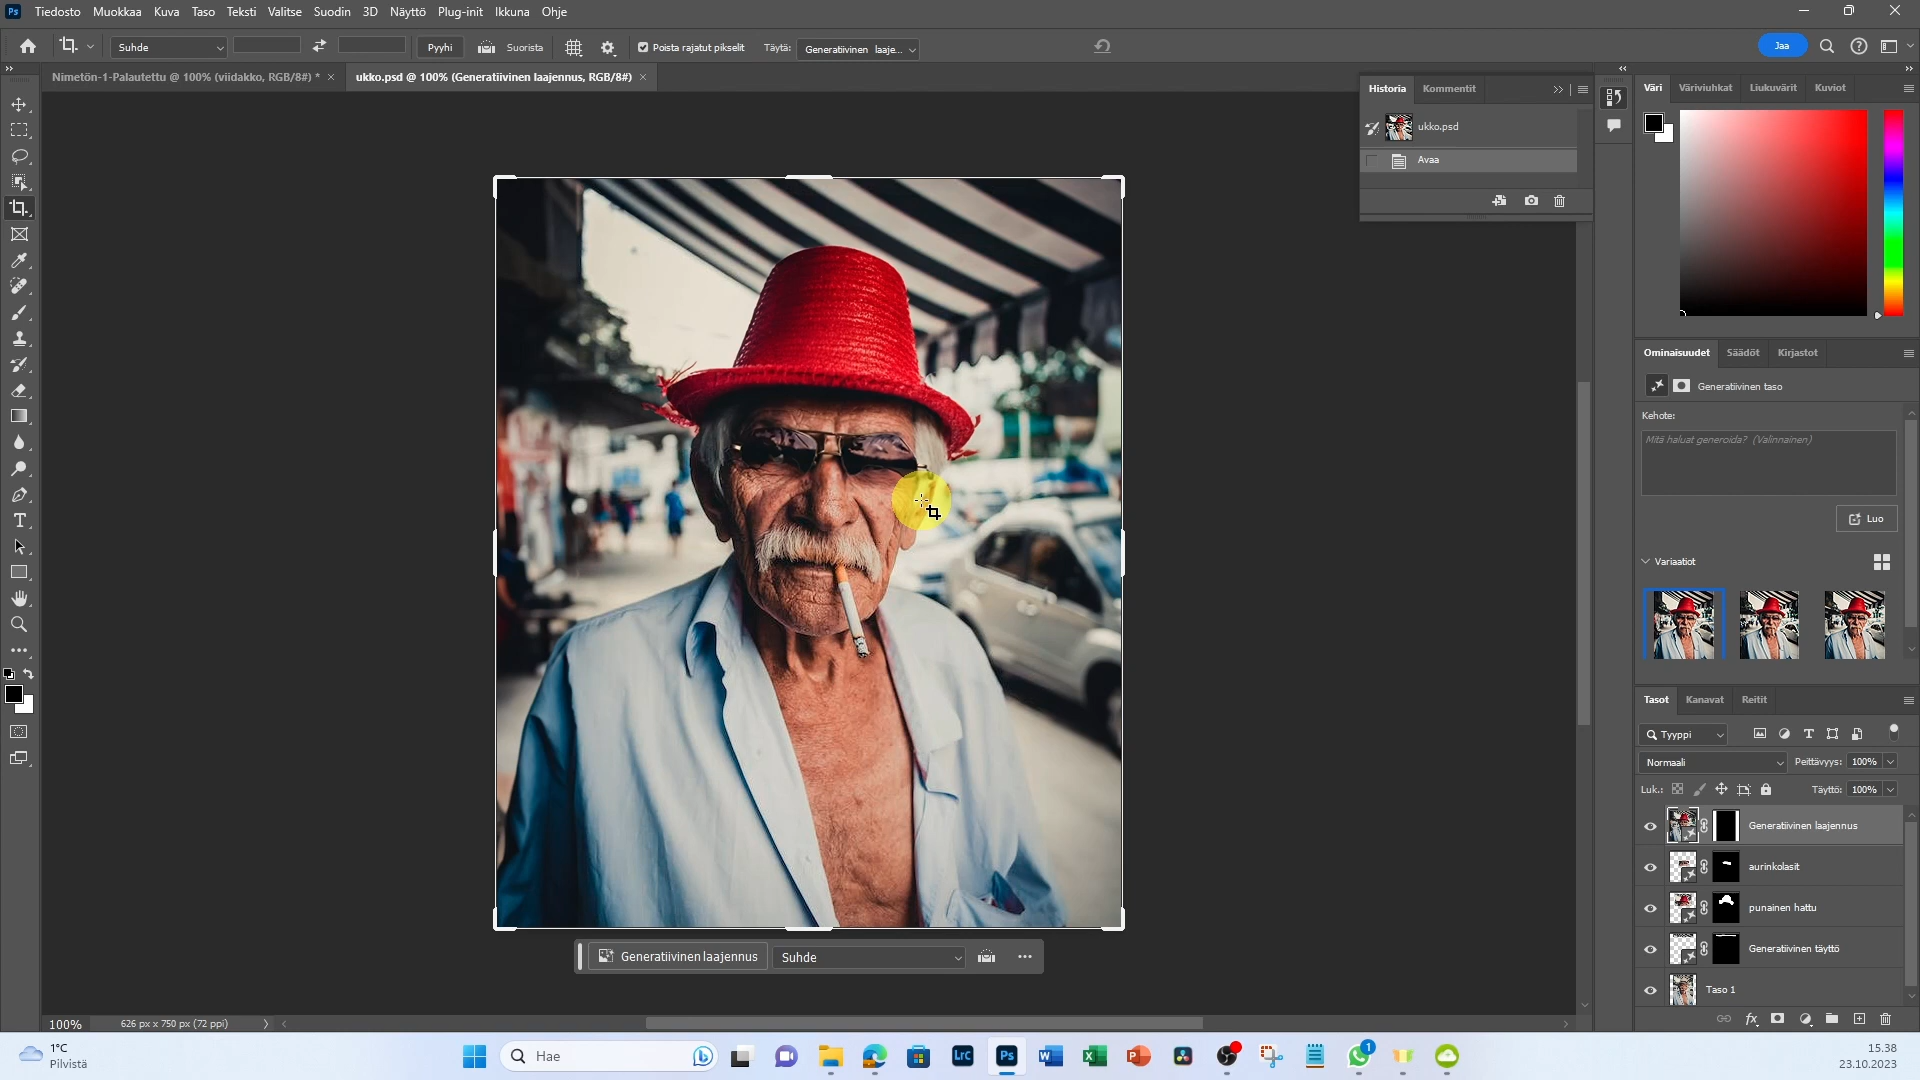 Ps Tiedosto Muokkaa Kuva Taso Teksti Valitse Suodin 3D Näyttö Plug-init Ikkuna Ohje
Suhde Pyyhi Suorista Poista rajatut pikselit Täytä: Generatiivinen laaje... Jaa
Nimetön-1-Palautettu @ 100% (viidakko, RGB/8#) * × ukko.psd @ 100% (Generatiivinen laajennus, RGB/8#) ×
Historia Kommentit
ukko.psd
Avaa
Väri Väriviuhkat Liukuvärit Kuviot
Ominaisuudet Säädöt Kirjastot
Generatiivinen taso
Kehote:
Mitä haluat generoida? (Valinnainen)
Luo
Variaatiot
Tasot Kanavat Reitit
Tyyppi
Normaali Peittävyys: 100%
Luk.: Täyttö: 100%
Generatiivinen laajennus
aurinkolasit
punainen hattu
Generatiivinen täyttö
Taso 1
Generatiivinen laajennus Suhde
100% 626 px x 750 px (72 ppi)
1°C
Pilvistä
Hae
Lrc Ps
1
15.38
23.10.2023